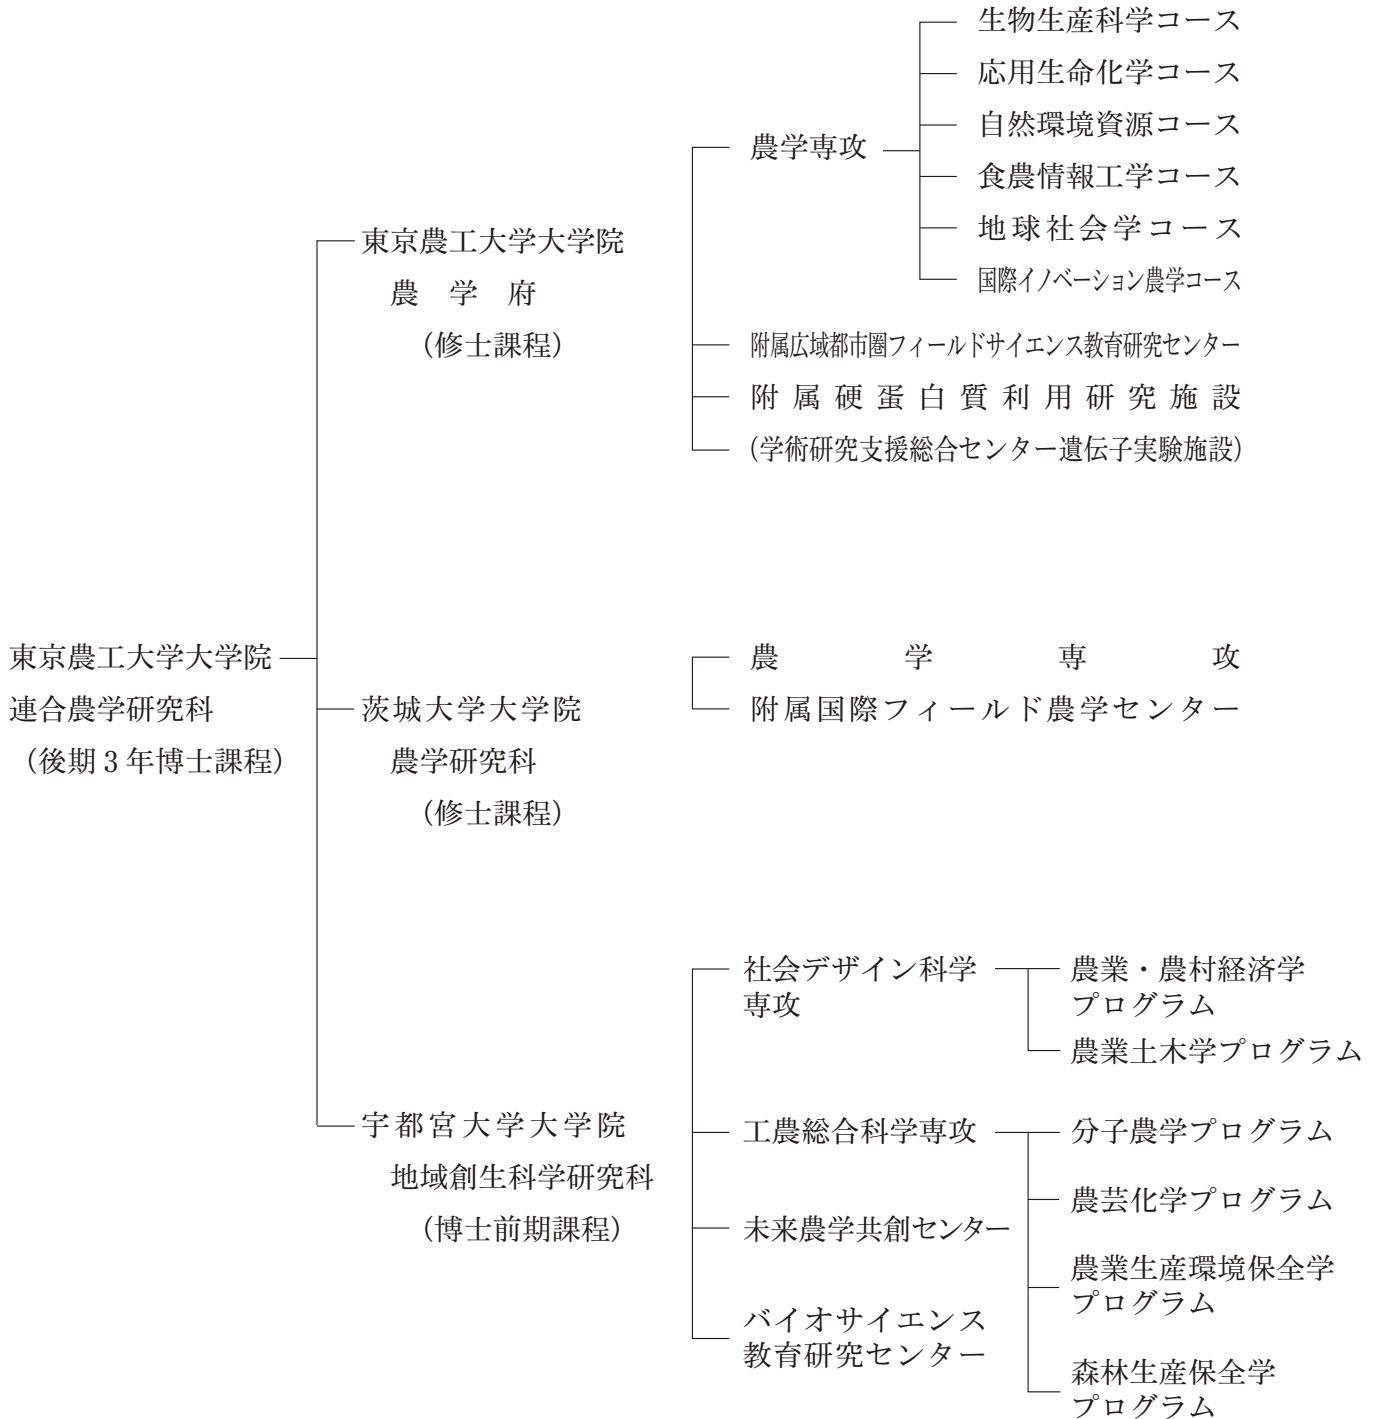 東京農工大学大学院
連合農学研究科
（後期3年博士課程）
東京農工大学大学院
農学府
（修士課程）
農学専攻
生物生産科学コース
応用生命化学コース
自然環境資源コース
食農情報工学コース
地球社会学コース
国際イノベーション農学コース
附属広域都市圏フィールドサイエンス教育研究センター
附属硬蛋白質利用研究施設
（学術研究支援総合センター遺伝子実験施設）
茨城大学大学院
農学研究科
（修士課程）
農学専攻
附属国際フィールド農学センター
宇都宮大学大学院
地域創生科学研究科
（博士前期課程）
社会デザイン科学
専攻
農業・農村経済学
プログラム
農業土木学プログラム
工農総合科学専攻
分子農学プログラム
農芸化学プログラム
農業生産環境保全学
プログラム
森林生産保全学
プログラム
未来農学共創センター
バイオサイエンス
教育研究センター